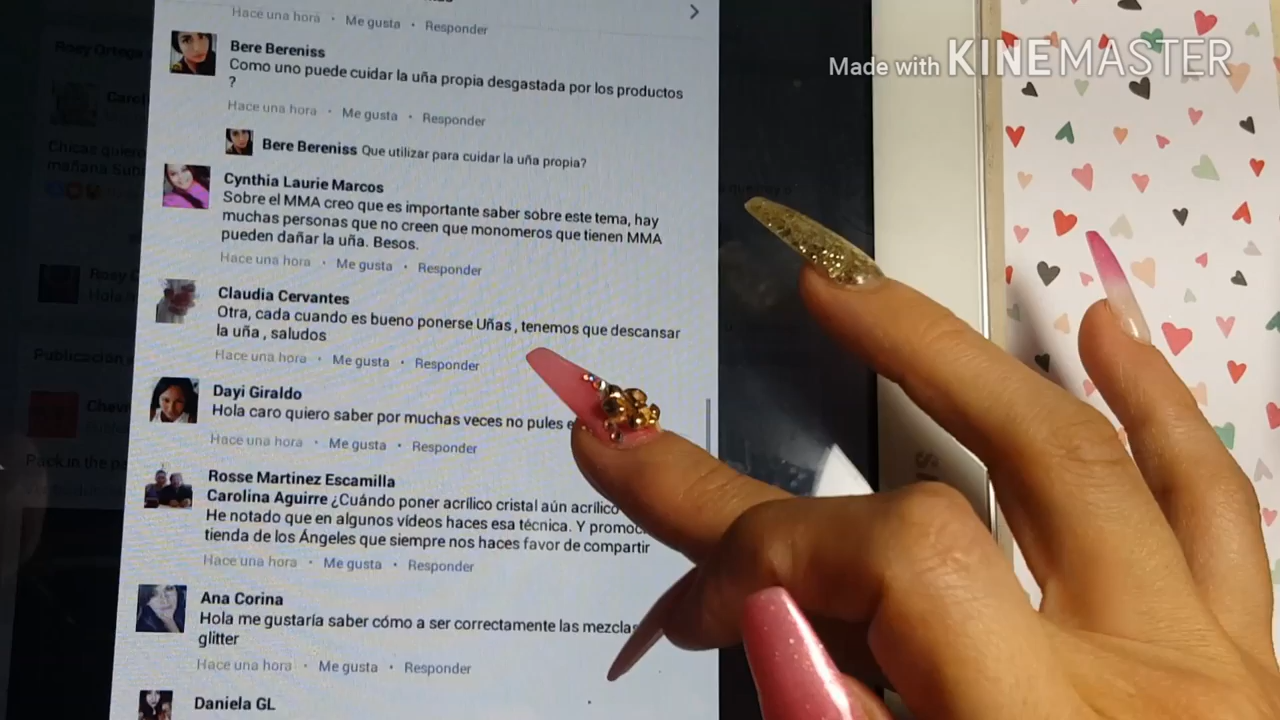 Hace una hora · Me gusta · Responder
Made with KINEMASTER
Bere Bereniss
Como uno puede cuidar la uña propia desgastada por los productos
?
Hace una hora · Me gusta · Responder
Bere Bereniss Que utilizar para cuidar la uña propia?
Cynthia Laurie Marcos
Sobre el MMA creo que es importante saber sobre este tema, hay
muchas personas que no creen que monomeros que tienen MMA
pueden dañar la uña. Besos.
Hace una hora · Me gusta · Responder
Claudia Cervantes
Otra, cada cuando es bueno ponerse Uñas , tenemos que descansar
la uña , saludos
Hace una hora · Me gusta · Responder
Dayi Giraldo
Hola caro quiero saber por muchas veces no pules
Hace una hora · Me gusta · Responder
Rosse Martinez Escamilla
Carolina Aguirre ¿Cuándo poner acrílico cristal aún acrílico
He notado que en algunos vídeos haces esa técnica. Y
tienda de los Ángeles que siempre nos haces favor de compartir
Hace una hora · Me gusta · Responder
Ana Corina
Hola me gustaría saber cómo a ser correctamente las
glitter
Hace una hora · Me gusta · Responder
Daniela GL